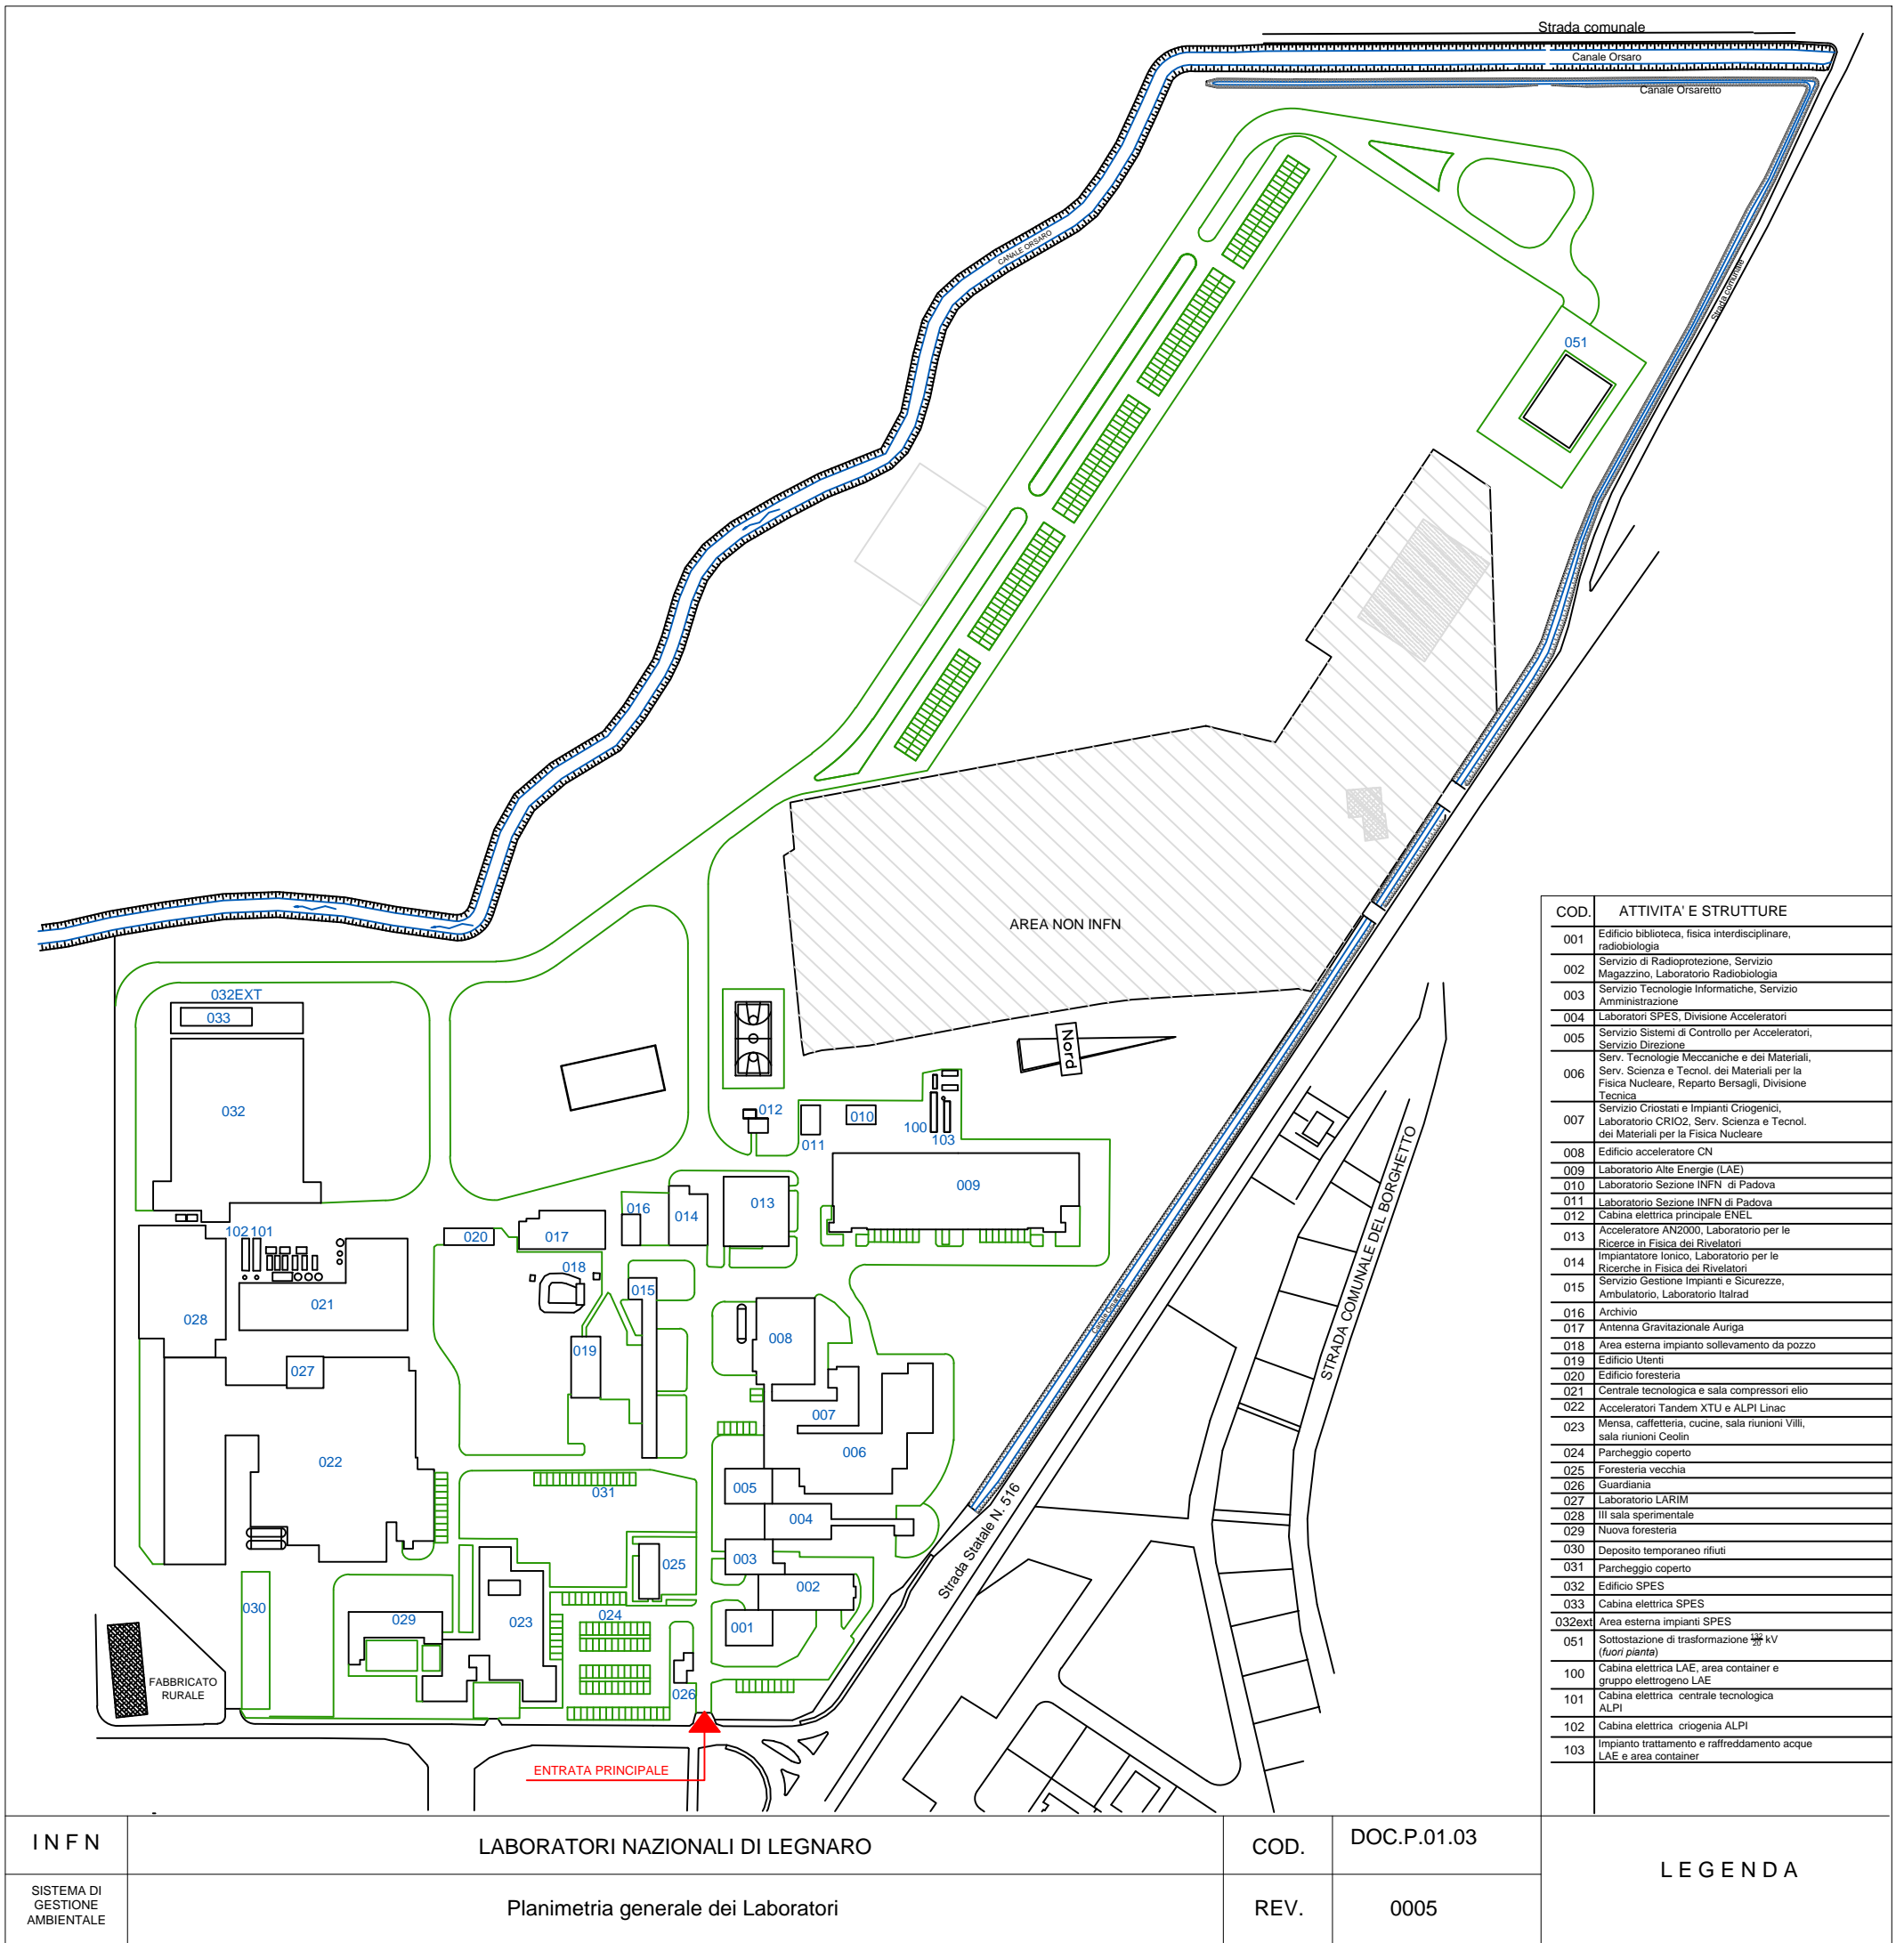 Strada comunale
Canale Orsaro
Canale Orsaretto
CANALE ORSARO
Strada comunale
051
AREA NON INFN
032EXT
033
032
Nord
012
010
011
100
103
009
013
014
016
017
020
018
015
102 101
021
028
019
008
027
007
006
022
031
005
004
003
025
002
024
001
023
029
030
026
Canale Orsaretto
STRADA COMUNALE DEL BORGHETTO
Strada Statale N. 516
FABBRICATO
RURALE
ENTRATA PRINCIPALE
COD. ATTIVITA' E STRUTTURE
001 Edificio biblioteca, fisica interdisciplinare,
radiobiologia
002 Servizio di Radioprotezione, Servizio
Magazzino, Laboratorio Radiobiologia
003 Servizio Tecnologie Informatiche, Servizio
Amministrazione
004 Laboratori SPES, Divisione Acceleratori
005 Servizio Sistemi di Controllo per Acceleratori,
Servizio Direzione
006 Serv. Tecnologie Meccaniche e dei Materiali,
Serv. Scienza e Tecnol. dei Materiali per la
Fisica Nucleare, Reparto Bersagli, Divisione
Tecnica
007 Servizio Criostati e Impianti Criogenici,
Laboratorio CRIO2, Serv. Scienza e Tecnol.
dei Materiali per la Fisica Nucleare
008 Edificio acceleratore CN
009 Laboratorio Alte Energie (LAE)
010 Laboratorio Sezione INFN di Padova
011 Laboratorio Sezione INFN di Padova
012 Cabina elettrica principale ENEL
013 Acceleratore AN2000, Laboratorio per le
Ricerce in Fisica dei Rivelatori
014 Impiantatore Ionico, Laboratorio per le
Ricerche in Fisica dei Rivelatori
015 Servizio Gestione Impianti e Sicurezze,
Ambulatorio, Laboratorio Italrad
016 Archivio
017 Antenna Gravitazionale Auriga
018 Area esterna impianto sollevamento da pozzo
019 Edificio Utenti
020 Edificio foresteria
021 Centrale tecnologica e sala compressori elio
022 Acceleratori Tandem XTU e ALPI Linac
023 Mensa, caffetteria, cucine, sala riunioni Villi,
sala riunioni Ceolin
024 Parcheggio coperto
025 Foresteria vecchia
026 Guardiania
027 Laboratorio LARIM
028 III sala sperimentale
029 Nuova foresteria
030 Deposito temporaneo rifiuti
031 Parcheggio coperto
032 Edificio SPES
033 Cabina elettrica SPES
032ext Area esterna impianti SPES
051 Sottostazione di trasformazione 132/20 kV
(fuori pianta)
100 Cabina elettrica LAE, area container e
gruppo elettrogeno LAE
101 Cabina elettrica centrale tecnologica
ALPI
102 Cabina elettrica criogenia ALPI
103 Impianto trattamento e raffreddamento acque
LAE e area container
INFN
LABORATORI NAZIONALI DI LEGNARO
COD.
DOC.P.01.03
LEGENDA
SISTEMA DI
GESTIONE
AMBIENTALE
Planimetria generale dei Laboratori
REV.
0005